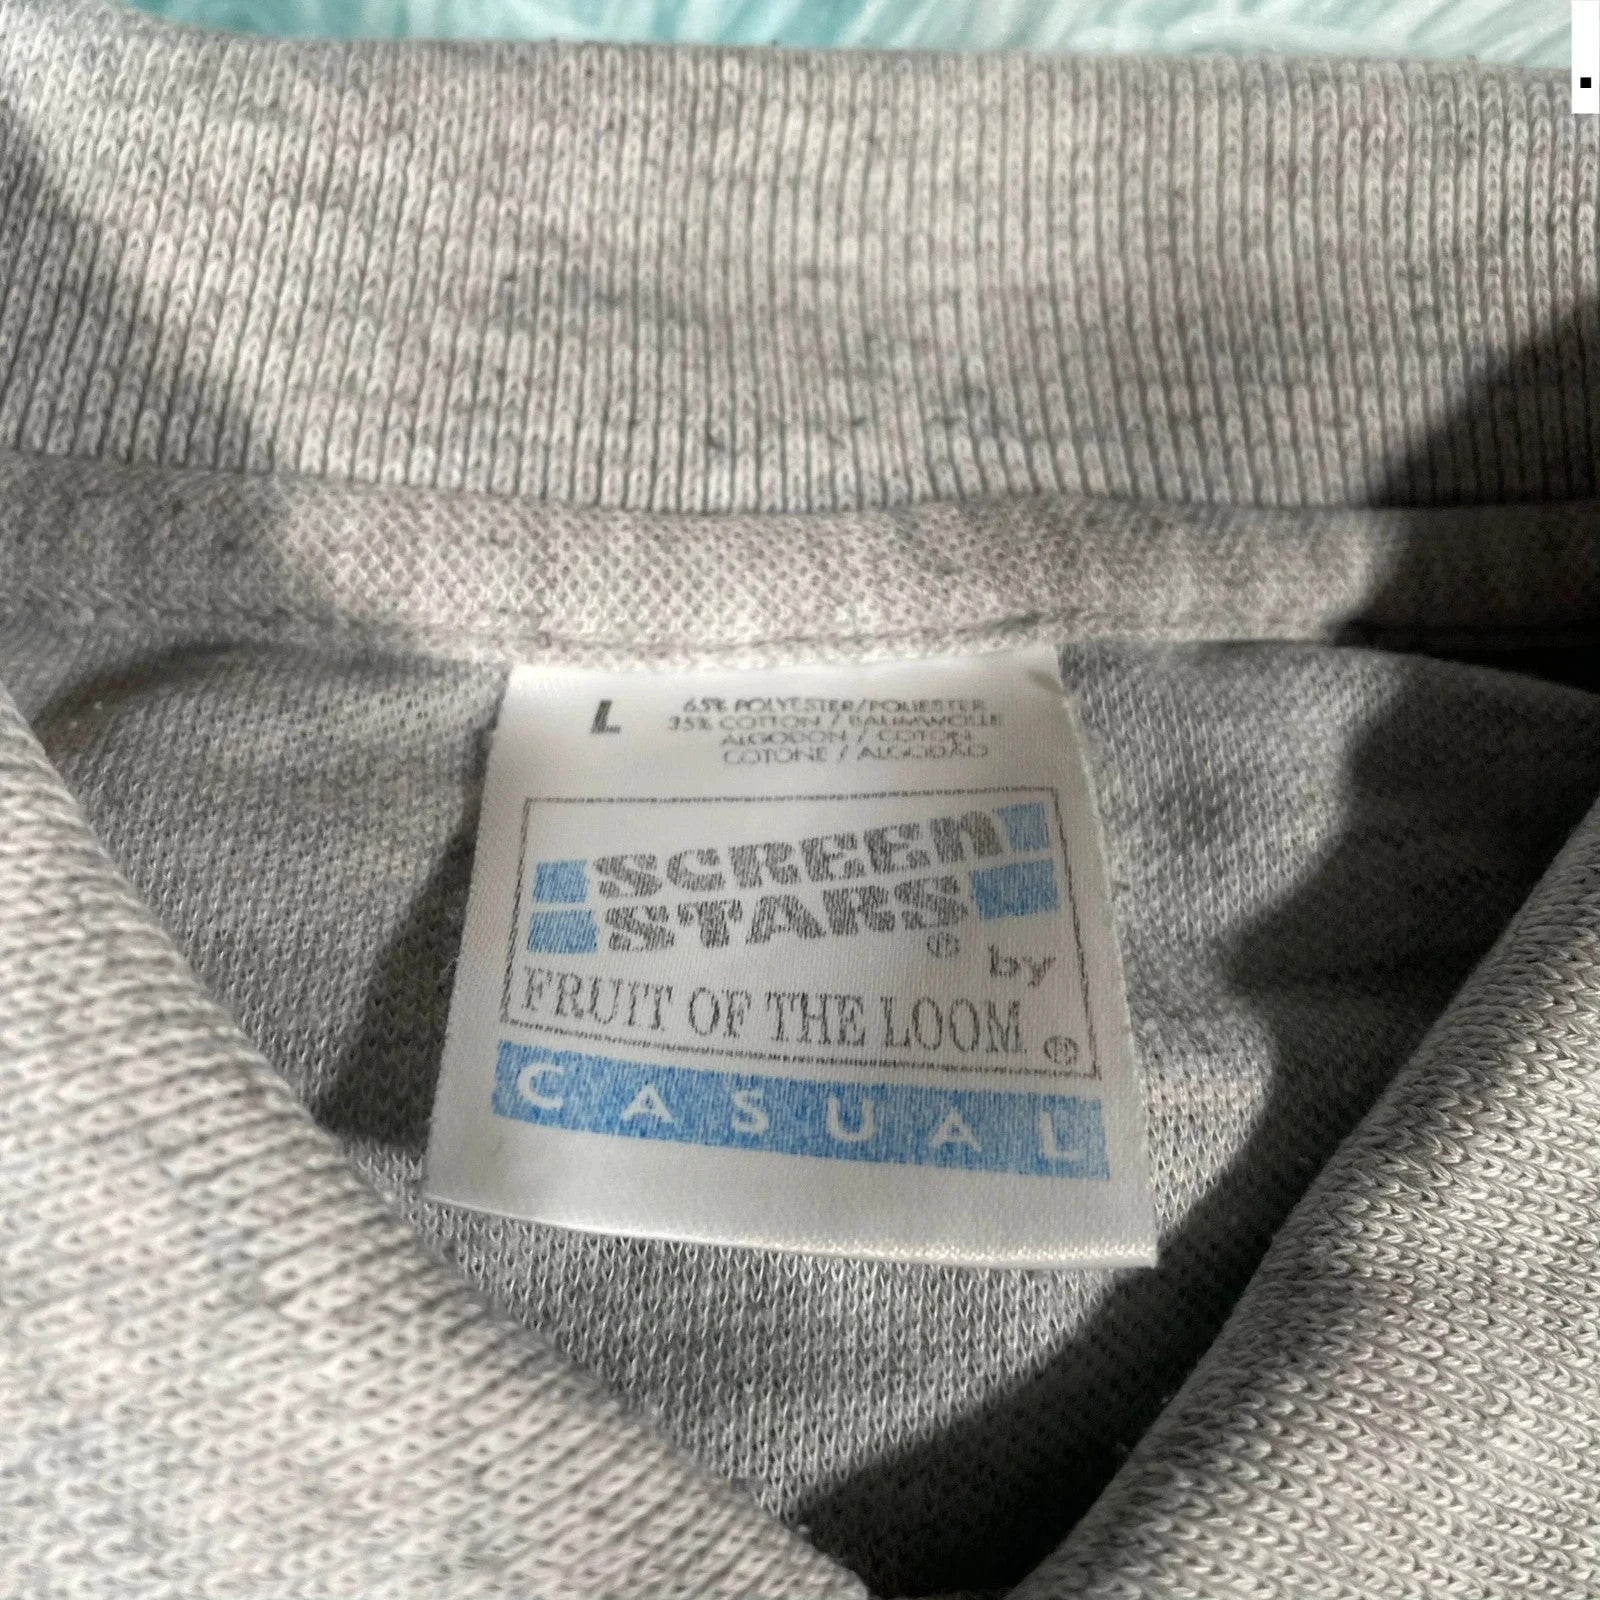 L
65% POLYESTER/POLIESTER
35% COTTON / BAUMWOLLE
ALGODON / COTON
COTONE / ALGODÃO
SCREEN
STARS® by
FRUIT OF THE LOOM®
CASUAL